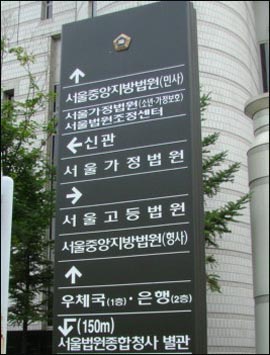 ↑
서울중앙지방법원(민사)
서울가정법원(소년·가정보호)
서울법원조정센터
←신관
서울가정법원
→
서울고등법원
서울중앙지방법원(형사)
↑
우체국(1층)·은행(2층)
↙(150m)
서울법원종합청사 별관